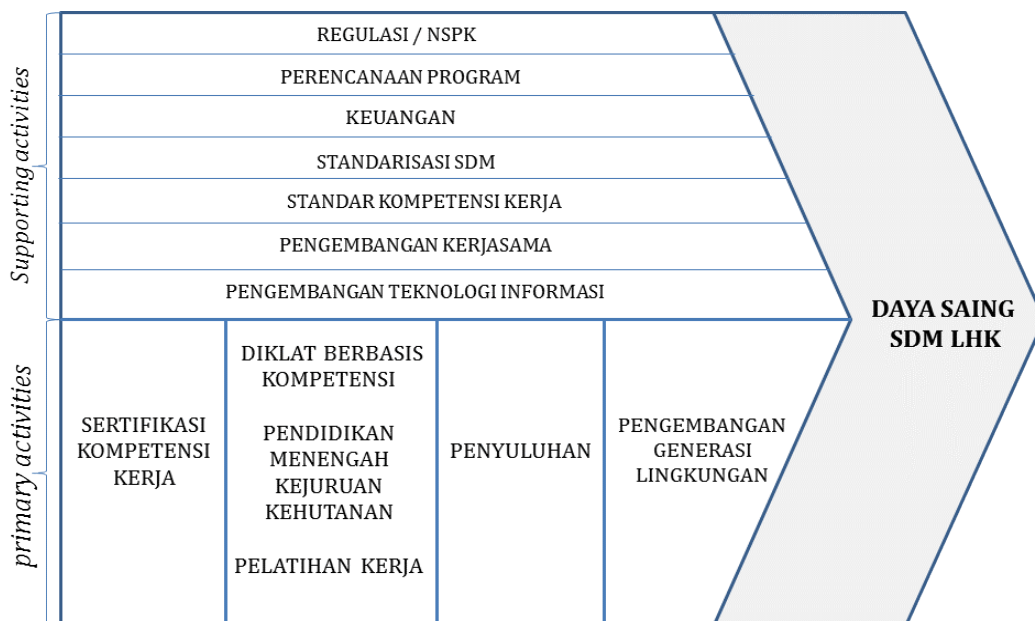 Supporting activities
REGULASI / NSPK
PERENCANAAN PROGRAM
KEUANGAN
STANDARISASI SDM
STANDAR KOMPETENSI KERJA
PENGEMBANGAN KERJASAMA
PENGEMBANGAN TEKNOLOGI INFORMASI
primary activities
SERTIFIKASI
KOMPETENSI
KERJA
DIKLAT BERBASIS
KOMPETENSI
PENDIDIKAN
MENENGAH
KEJURUAN
KEHUTANAN
PELATIHAN KERJA
PENYULUHAN
PENGEMBANGAN
GENERASI
LINGKUNGAN
DAYA SAING
SDM LHK